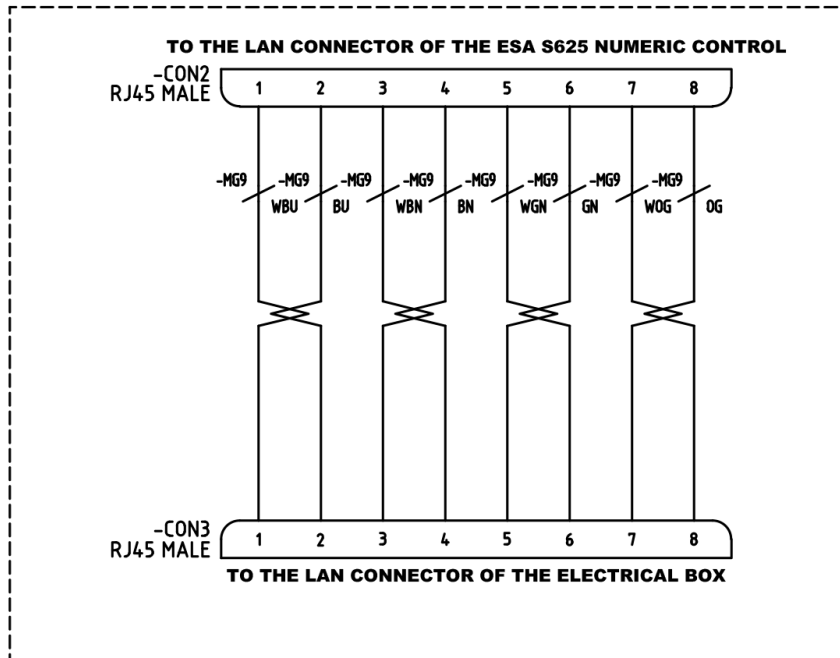 TO THE LAN CONNECTOR OF THE ESA S625 NUMERIC CONTROL
-CON2
RJ45 MALE
1 2 3 4 5 6 7 8
-MG9 -MG9 -MG9 -MG9 -MG9 -MG9 -MG9 -MG9
WBU BU WBN BN WGN GN WOG OG
-CON3
RJ45 MALE
1 2 3 4 5 6 7 8
TO THE LAN CONNECTOR OF THE ELECTRICAL BOX